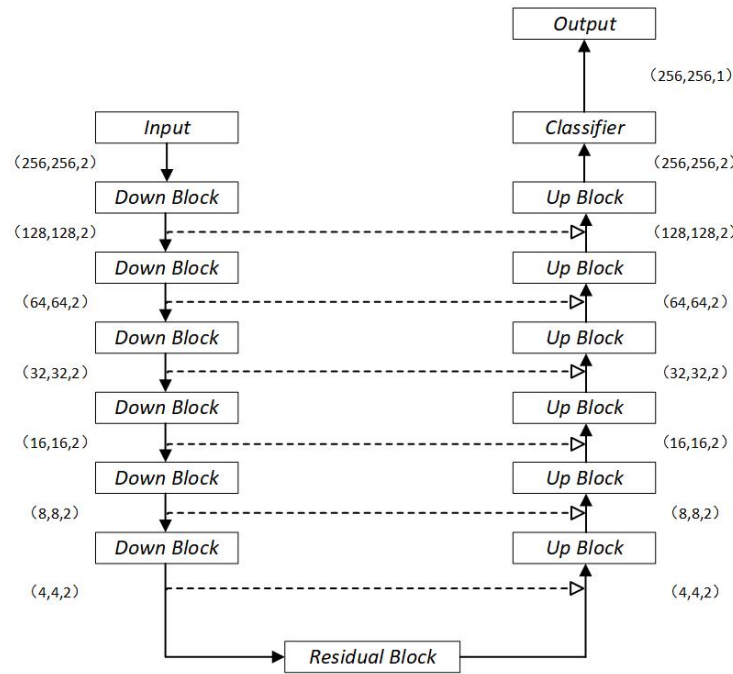 Output
（256,256,1）
Input
Classifier
（256,256,2）
（256,256,2）
Down Block
Up Block
（128,128,2）
（128,128,2）
Down Block
Up Block
（64,64,2）
（64,64,2）
Down Block
Up Block
（32,32,2）
（32,32,2）
Down Block
Up Block
（16,16,2）
（16,16,2）
Down Block
Up Block
（8,8,2）
（8,8,2）
Down Block
Up Block
（4,4,2）
（4,4,2）
Residual Block